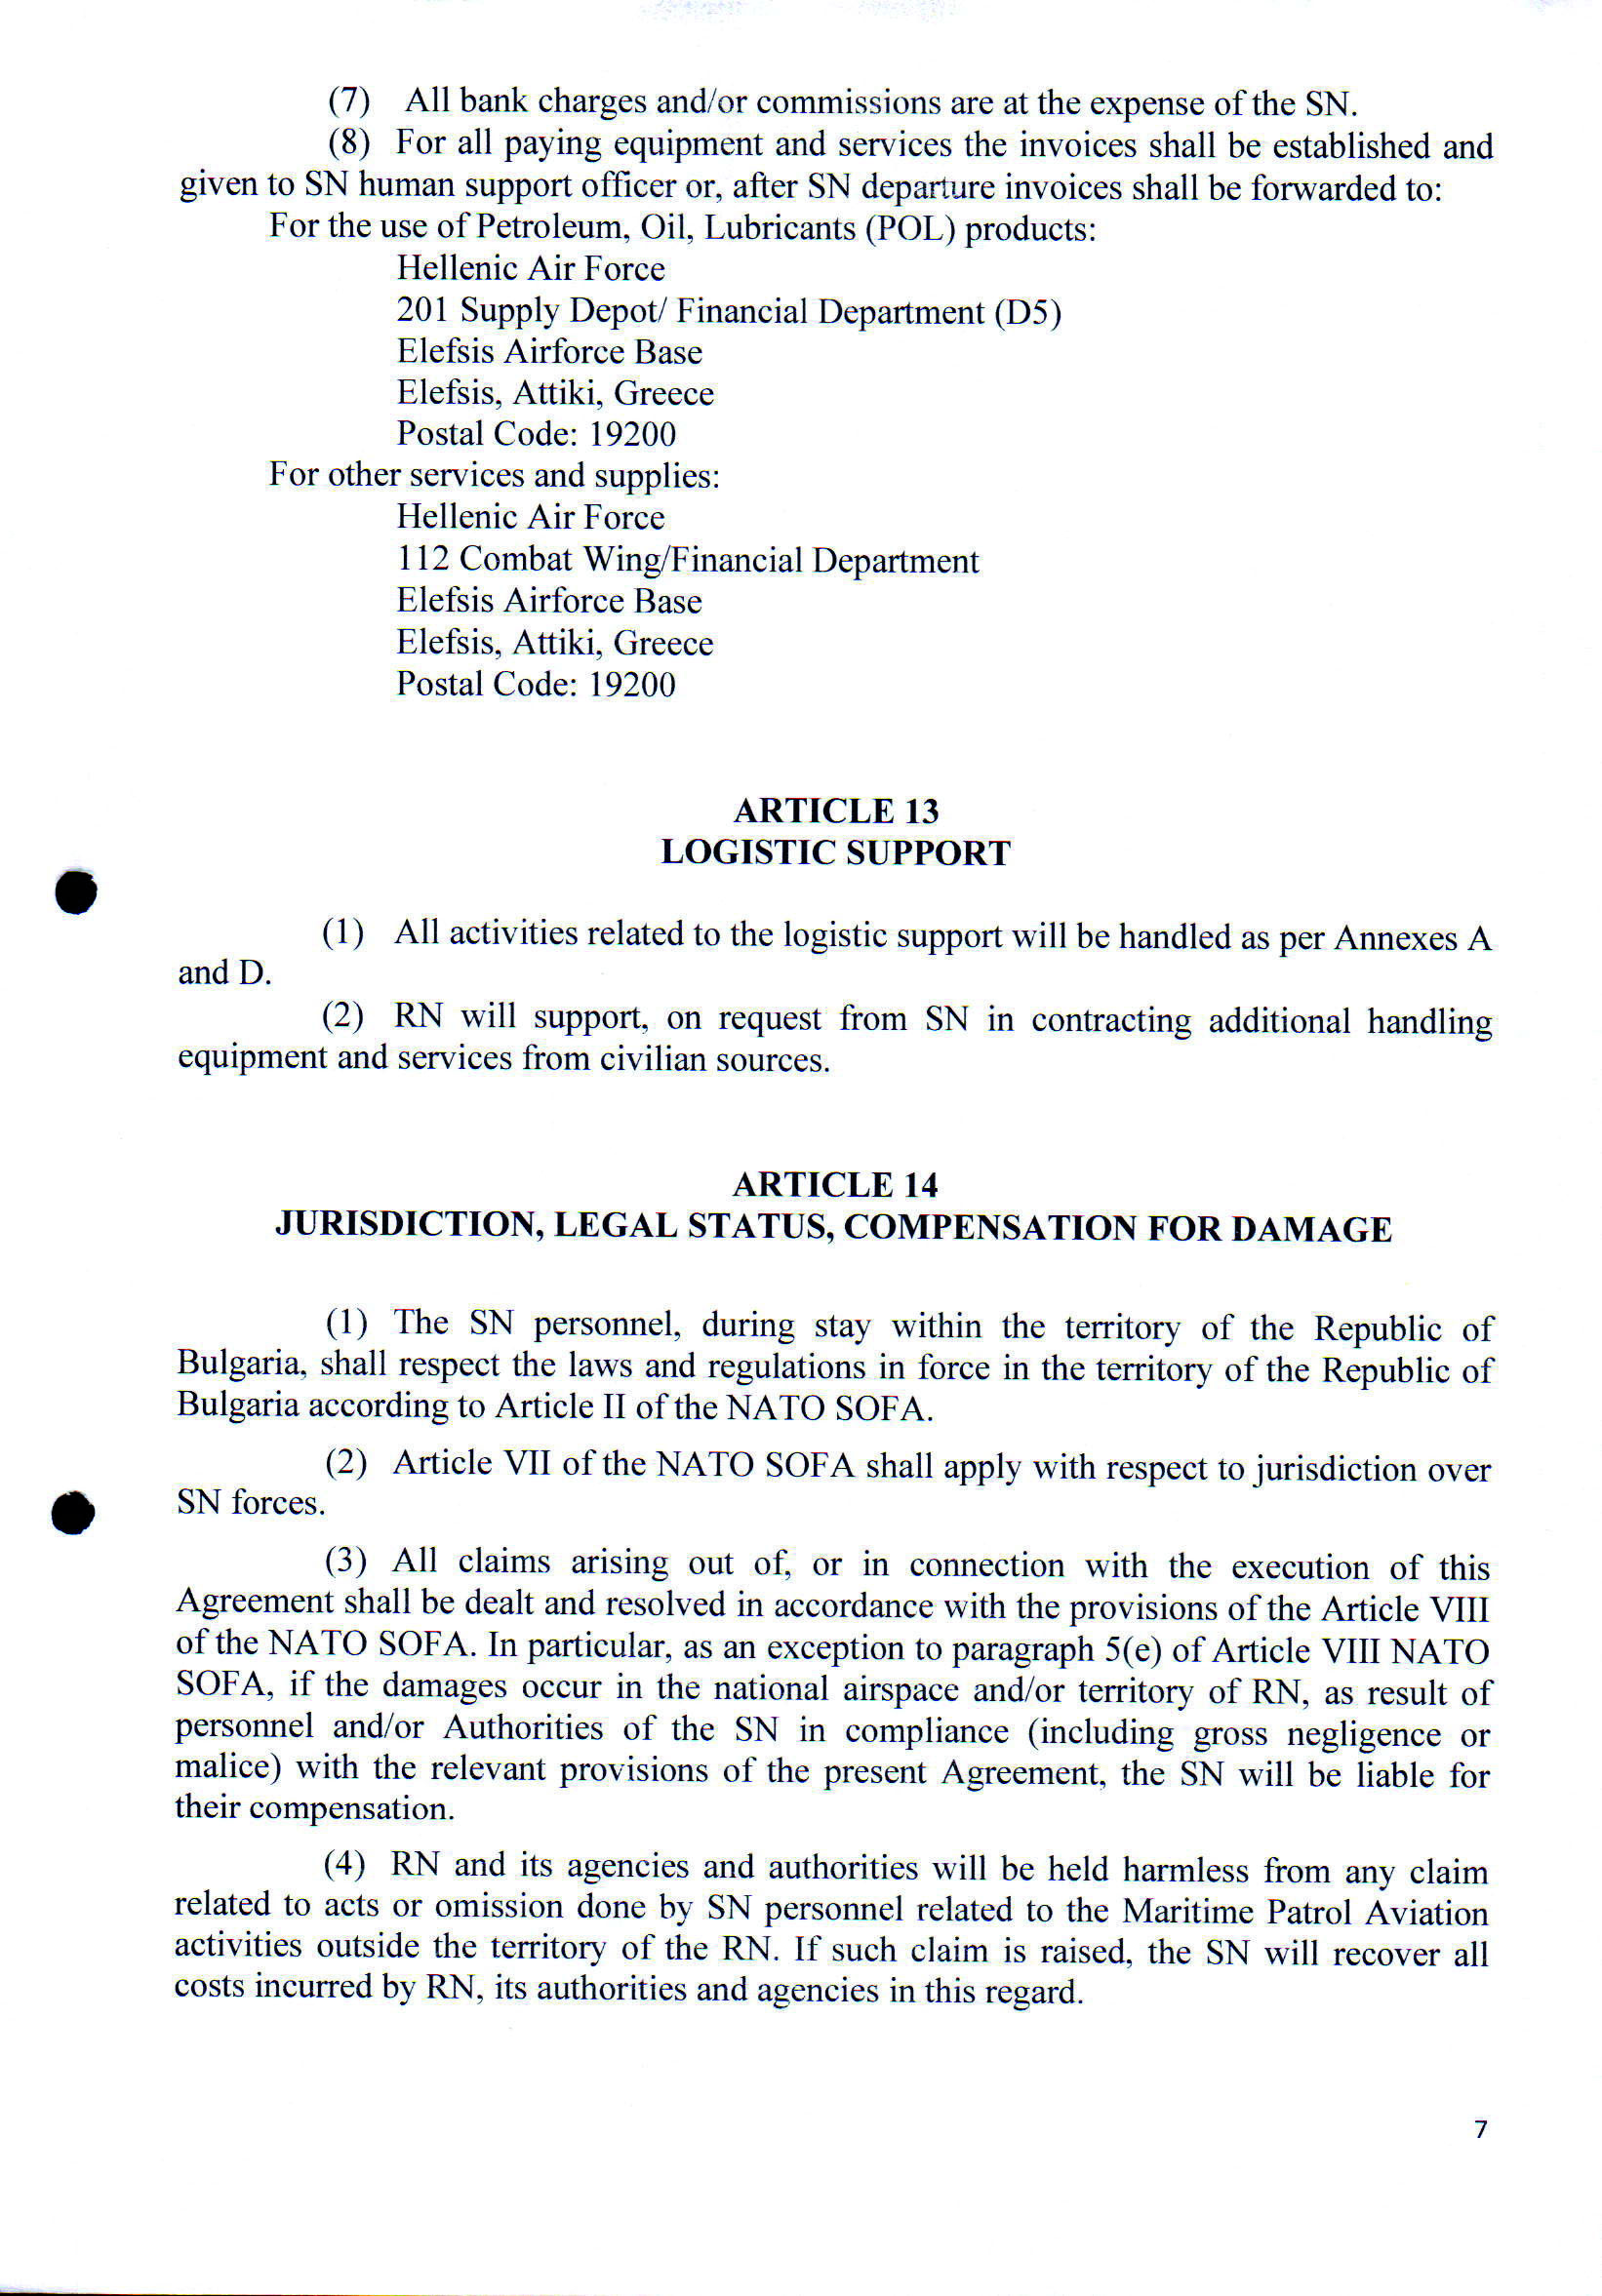 (7) All bank charges and/or commissions are at the expense of the SN.
(8) For all paying equipment and services the invoices shall be established and
given to SN human support officer or, after SN departure invoices shall be forwarded to:
For the use of Petroleum, Oil, Lubricants (POL) products:
Hellenic Air Force
201 Supply Depot/ Financial Department (D5)
Elefsis Airforce Base
Elefsis, Attiki, Greece
Postal Code: 19200
For other services and supplies:
Hellenic Air Force
112 Combat Wing/Financial Department
Elefsis Airforce Base
Elefsis, Attiki, Greece
Postal Code: 19200
ARTICLE 13
LOGISTIC SUPPORT
(1) All activities related to the logistic support will be handled as per Annexes A
and D.
(2) RN will support, on request from SN in contracting additional handling
equipment and services from civilian sources.
ARTICLE 14
JURISDICTION, LEGAL STATUS, COMPENSATION FOR DAMAGE
(1) The SN personnel, during stay within the territory of the Republic of
Bulgaria, shall respect the laws and regulations in force in the territory of the Republic of
Bulgaria according to Article II of the NATO SOFA.
(2) Article VII of the NATO SOFA shall apply with respect to jurisdiction over
SN forces.
(3) All claims arising out of, or in connection with the execution of this
Agreement shall be dealt and resolved in accordance with the provisions of the Article VIII
of the NATO SOFA. In particular, as an exception to paragraph 5(e) of Article VIII NATO
SOFA, if the damages occur in the national airspace and/or territory of RN, as result of
personnel and/or Authorities of the SN in compliance (including gross negligence or
malice) with the relevant provisions of the present Agreement, the SN will be liable for
their compensation.
(4) RN and its agencies and authorities will be held harmless from any claim
related to acts or omission done by SN personnel related to the Maritime Patrol Aviation
activities outside the territory of the RN. If such claim is raised, the SN will recover all
costs incurred by RN, its authorities and agencies in this regard.
7